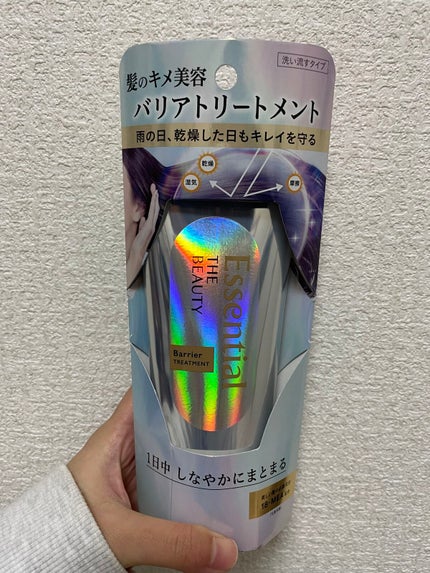 洗い流すタイプ
髪のキメ美容
バリアトリートメント
雨の日、乾燥した日もキレイを守る
乾燥
湿気
摩擦
Essential
THE
BEAUTY
Barrier
TREATMENT
1日中 しなやかにまとまる